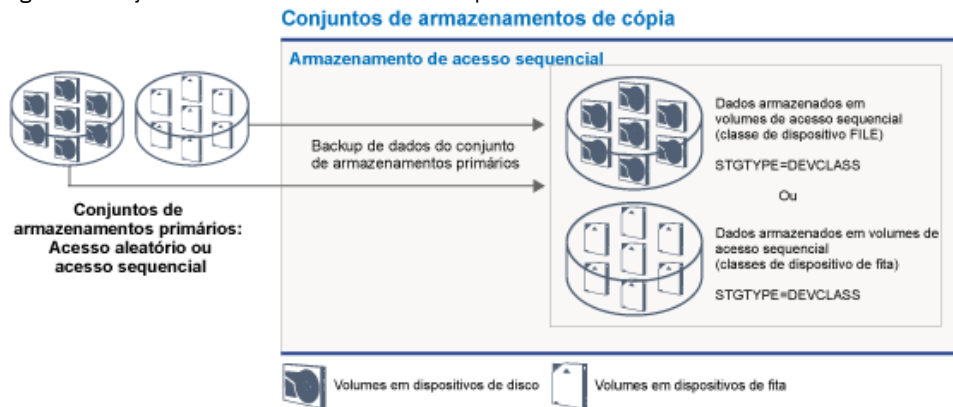 Conjuntos de armazenamentos de cópia
Armazenamento de acesso sequencial
Backup de dados do conjunto
de armazenamentos primários
Conjuntos de
armazenamentos primários:
Acesso aleatório ou
acesso sequencial
Dados armazenados em
volumes de acesso sequencial
(classe de dispositivo FILE)
STGTYPE=DEVCLASS
Ou
Dados armazenados em volumes de
acesso sequencial
(classes de dispositivo de fita)
STGTYPE=DEVCLASS
Volumes em dispositivos de disco
Volumes em dispositivos de fita